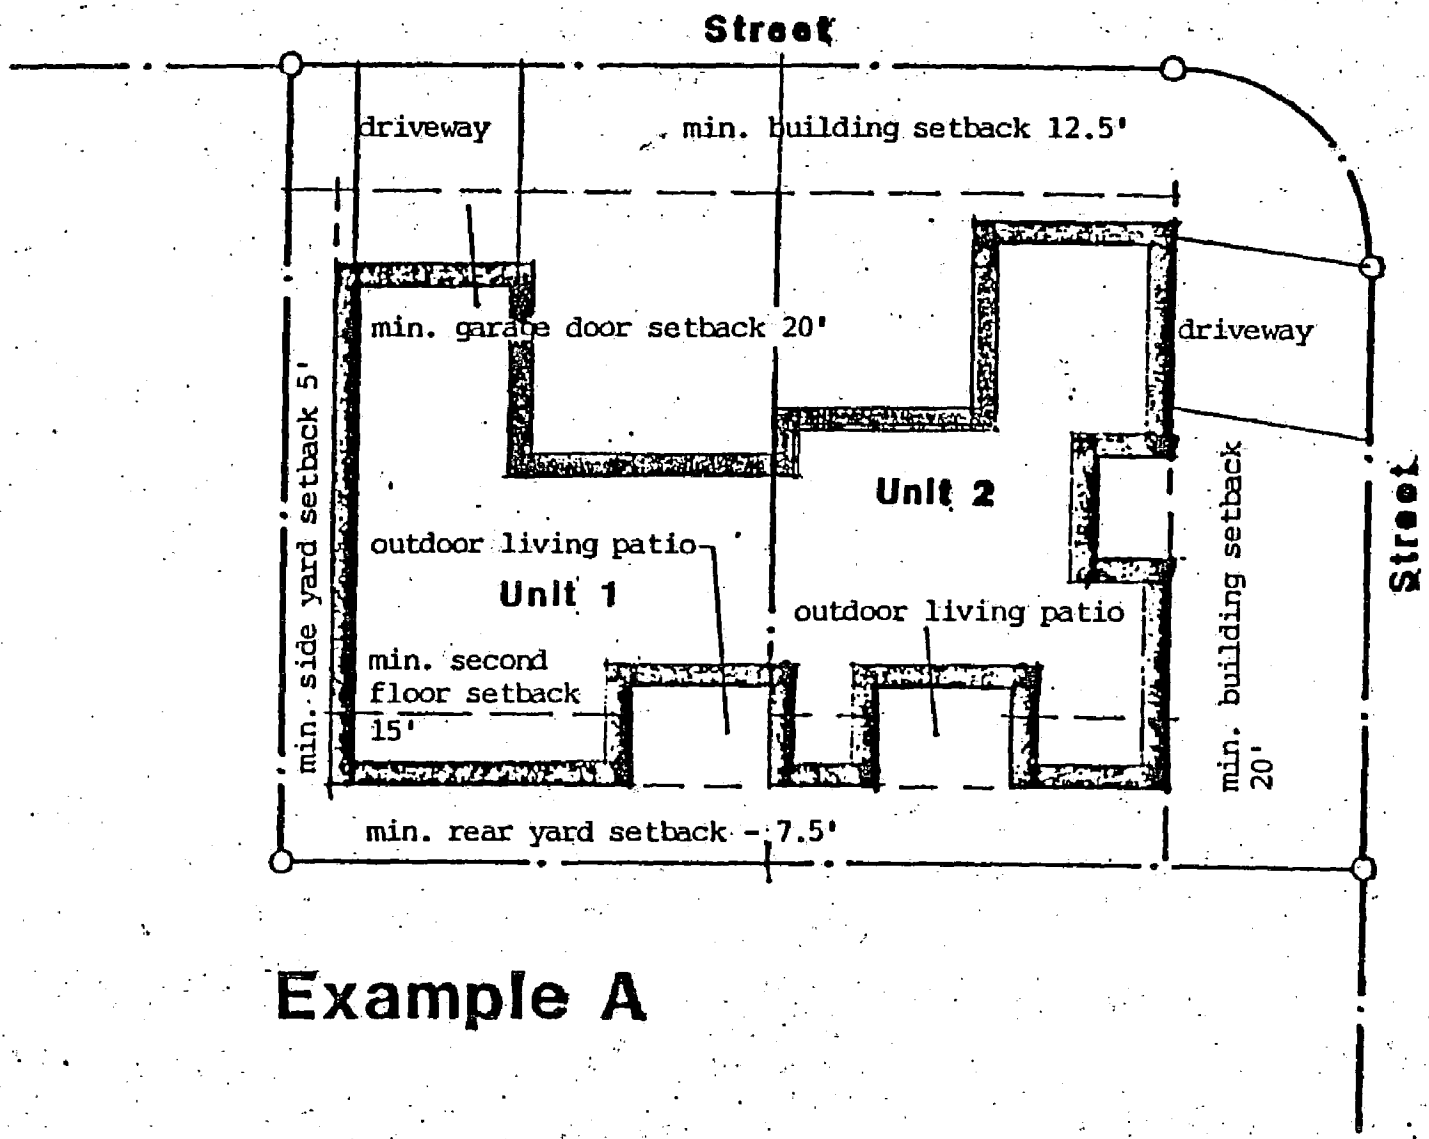 Street
driveway
min. building setback 12.5'
min. garage door setback 20'
driveway
min. side yard setback 5'
Unit 2
Street
min. building setback
20'
outdoor living patio
Unit 1
outdoor living patio
min. second
floor setback
15'
min. rear yard setback - 7.5'
Example A